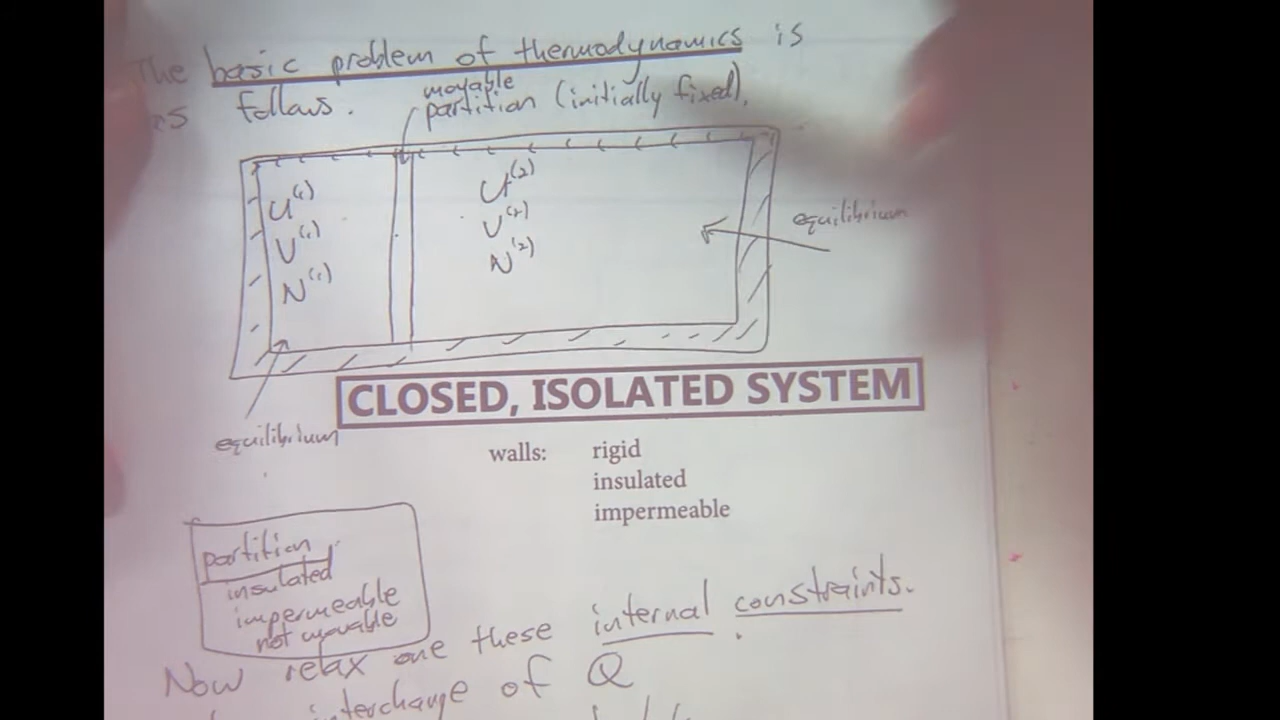 The basic problem of thermodynamics is
as follows.
movable
partition (initially fixed),
U⁽¹⁾
V⁽¹⁾
N⁽¹⁾
U⁽²⁾
V⁽²⁾
N⁽²⁾
equilibrium
CLOSED, ISOLATED SYSTEM
equilibrium
walls: rigid
insulated
impermeable
partition
insulated
impermeable
not movable
Now relax one these internal constraints.
interchange of Q